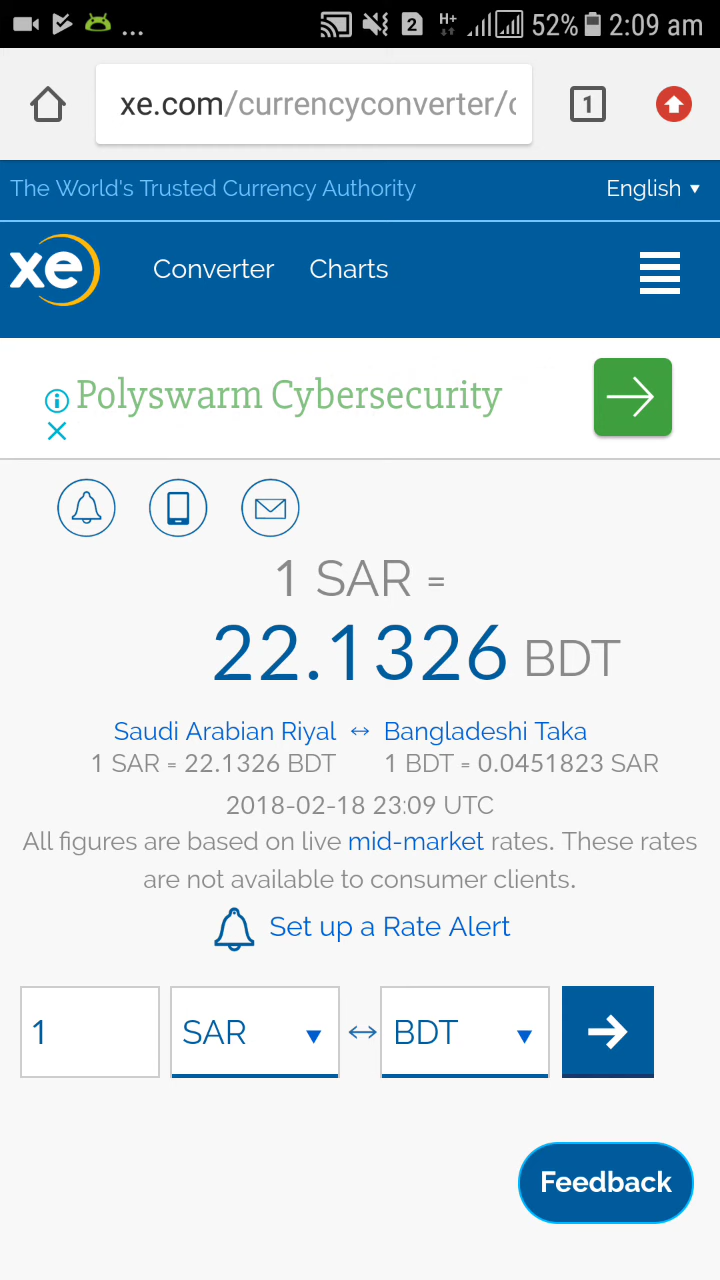 ... 2 H+ 52% 2:09 am
xe.com/currencyconverter/c
1
The World's Trusted Currency Authority English ▼
xe Converter Charts
Polyswarm Cybersecurity
1 SAR =
22.1326 BDT
Saudi Arabian Riyal ↔ Bangladeshi Taka
1 SAR = 22.1326 BDT 1 BDT = 0.0451823 SAR
2018-02-18 23:09 UTC
All figures are based on live mid-market rates. These rates
are not available to consumer clients.
Set up a Rate Alert
1 SAR ▼ ↔ BDT ▼
Feedback